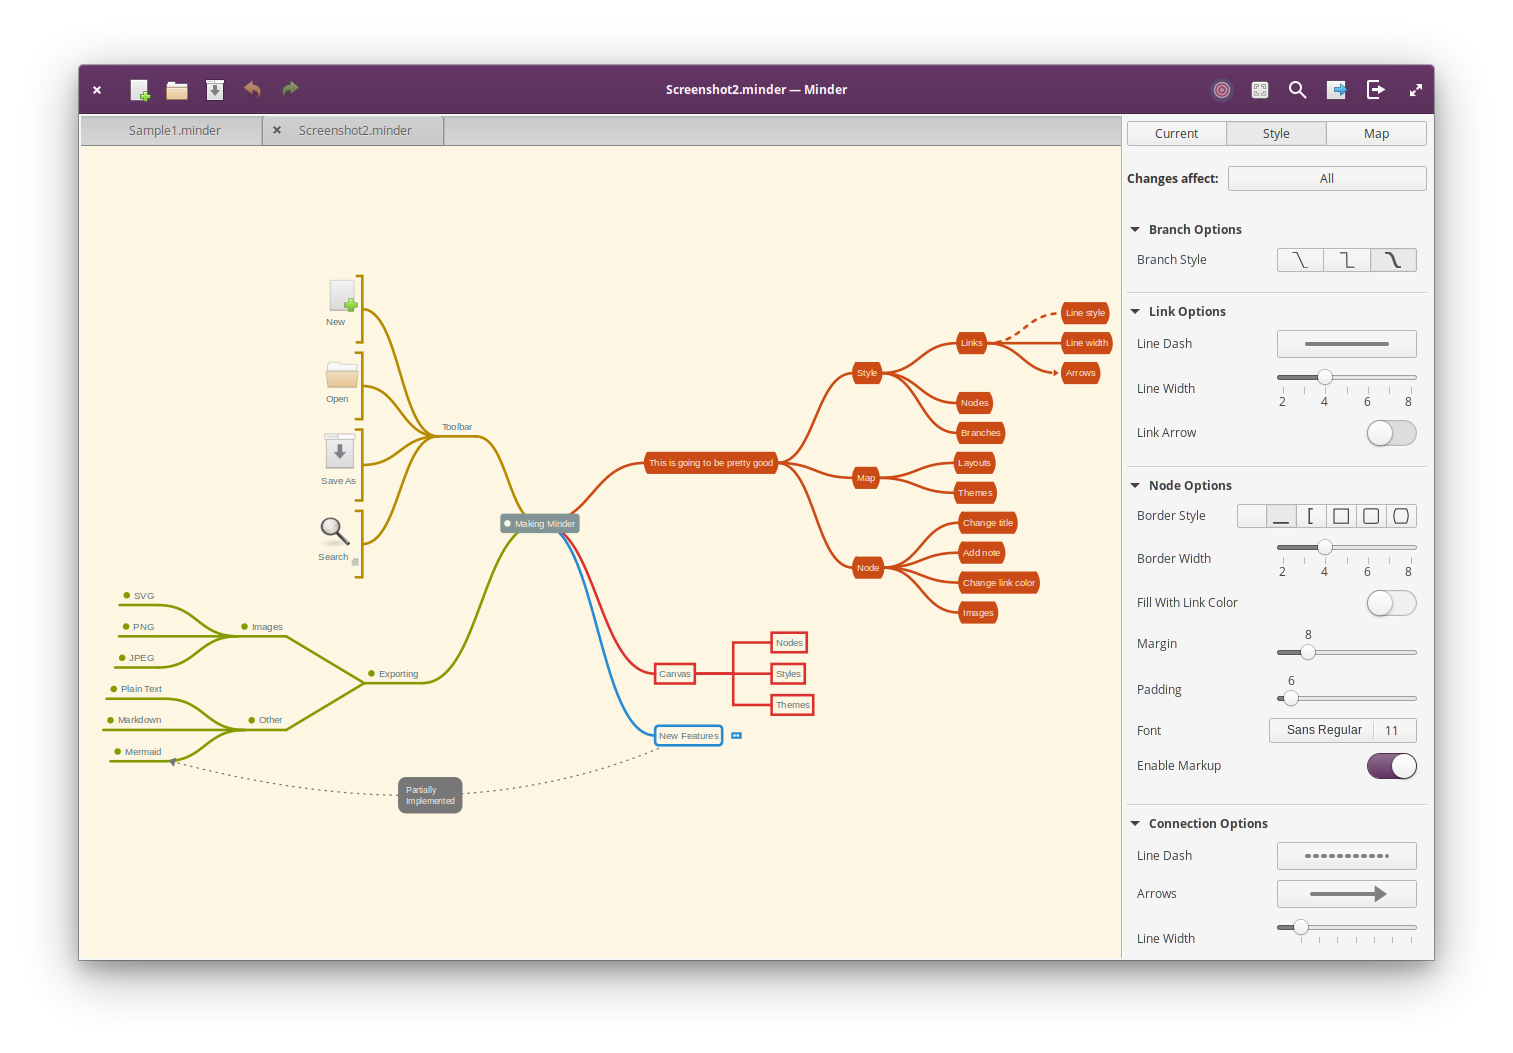 Screenshot2.minder — Minder
Sample1.minder
Screenshot2.minder
Current
Style
Map
Changes affect:
All
Branch Options
Branch Style
Link Options
Line Dash
Line Width
2 4 6 8
Link Arrow
Node Options
Border Style
Border Width
2 4 6 8
Fill With Link Color
Margin
8
Padding
6
Font
Sans Regular 11
Enable Markup
Connection Options
Line Dash
Arrows
Line Width
New
Open
Save As
Search
Toolbar
Making Minder
SVG
PNG
JPEG
Images
Plain Text
Markdown
Mermaid
Other
Exporting
Partially
Implemented
This is going to be pretty good
Style
Links
Line style
Line width
Arrows
Nodes
Branches
Map
Layouts
Themes
Node
Change title
Add note
Change link color
Images
Canvas
Nodes
Styles
Themes
New Features